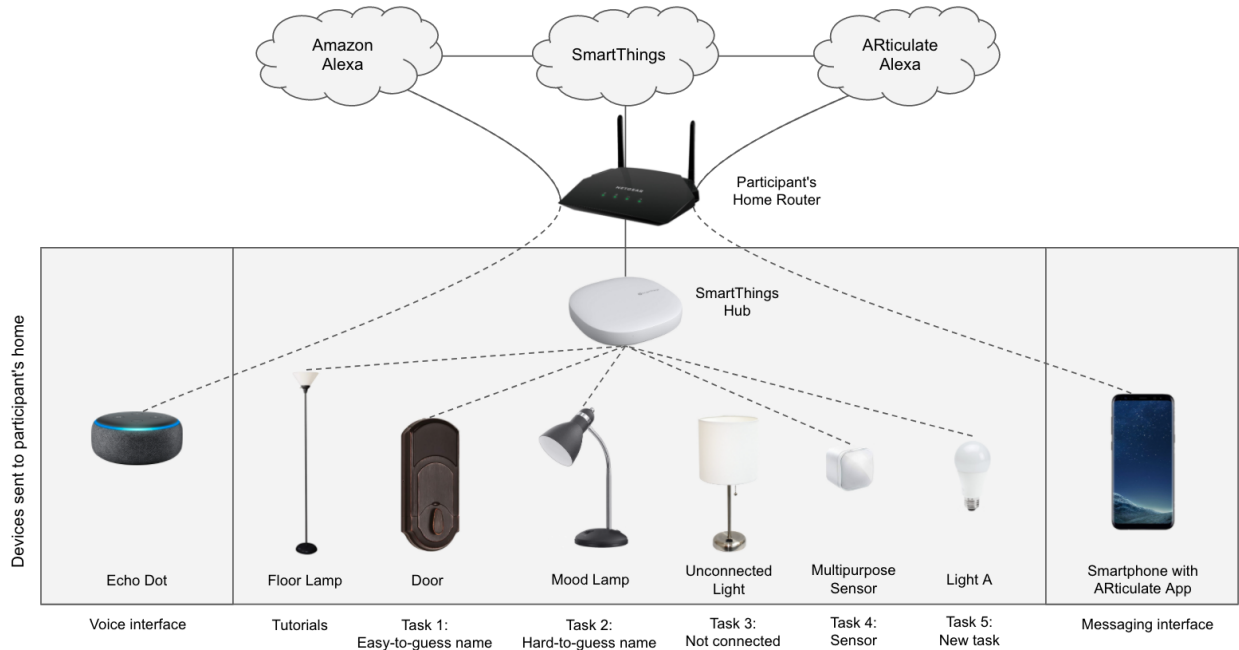 Amazon
Alexa
SmartThings
ARticulate
Alexa
NETGEAR
Participant's
Home Router
SmartThings
Hub
Devices sent to participant's home
Echo Dot
Floor Lamp
Door
Mood Lamp
Unconnected
Light
Multipurpose
Sensor
Light A
Smartphone with
ARticulate App
Voice interface
Tutorials
Task 1:
Easy-to-guess name
Task 2:
Hard-to-guess name
Task 3:
Not connected
Task 4:
Sensor
Task 5:
New task
Messaging interface